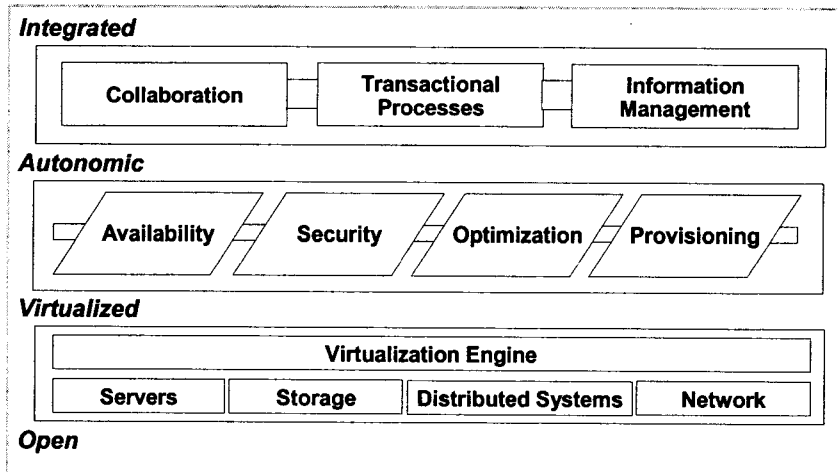 Integrated
Collaboration
Transactional
Processes
Information
Management
Autonomic
Availability
Security
Optimization
Provisioning
Virtualized
Virtualization Engine
Servers
Storage
Distributed Systems
Network
Open